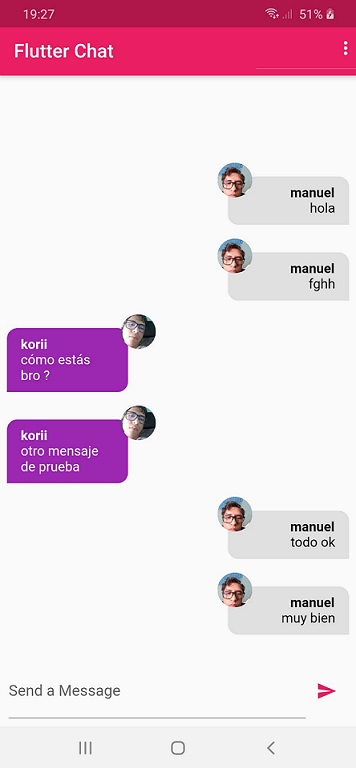 19:27
51%
Flutter Chat
manuel
hola
manuel
fghh
korii
cómo estás
bro ?
korii
otro mensaje
de prueba
manuel
todo ok
manuel
muy bien
Send a Message